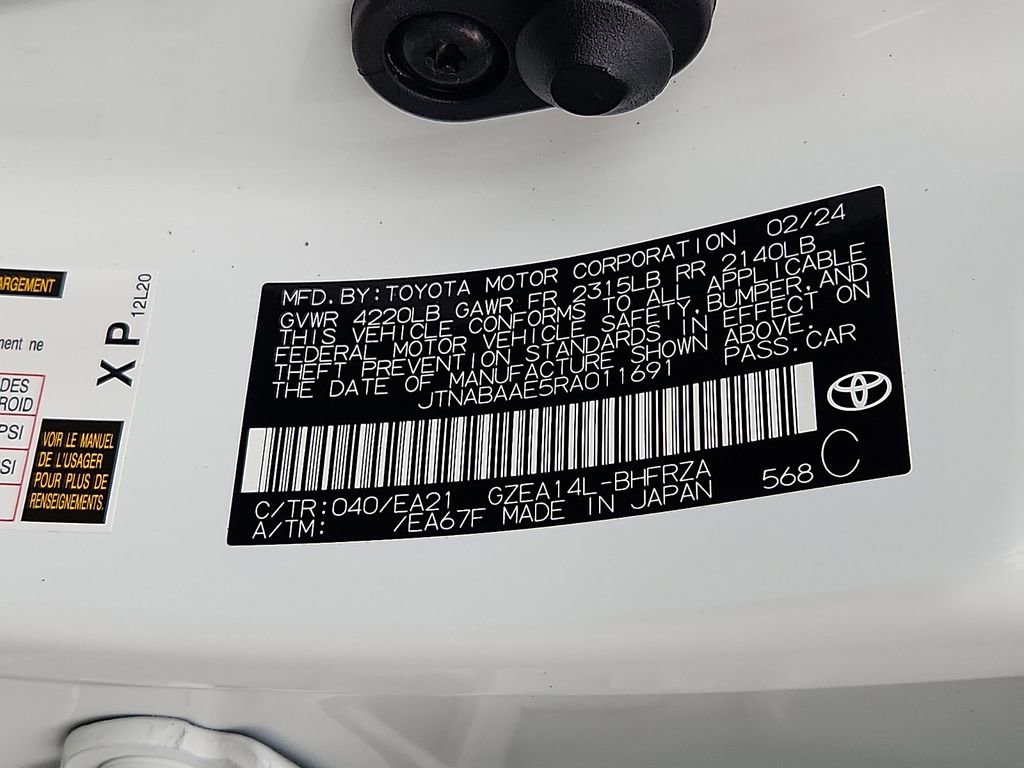 ARGEMENT
ment ne
DES
ROID
PSI
SI
X P
12L20
VOIR LE MANUEL
DE L'USAGER
POUR PLUS DE
RENSEIGNEMENTS.
MFD.BY:TOYOTA MOTOR CORPORATION 02/24
GVWR 4220LB GAWR FR 2315LB RR 2140LB
THIS VEHICLE CONFORMS TO ALL APPLICABLE
FEDERAL MOTOR VEHICLE SAFETY,BUMPER,AND
THEFT PREVENTION STANDARDS IN EFFECT ON
THE DATE OF MANUFACTURE SHOWN ABOVE.
JTNABAAE5RA011691 PASS.CAR
C/TR:040/EA21 GZEA14L-BHFRZA 568 C
A/TM: /EA67F MADE IN JAPAN